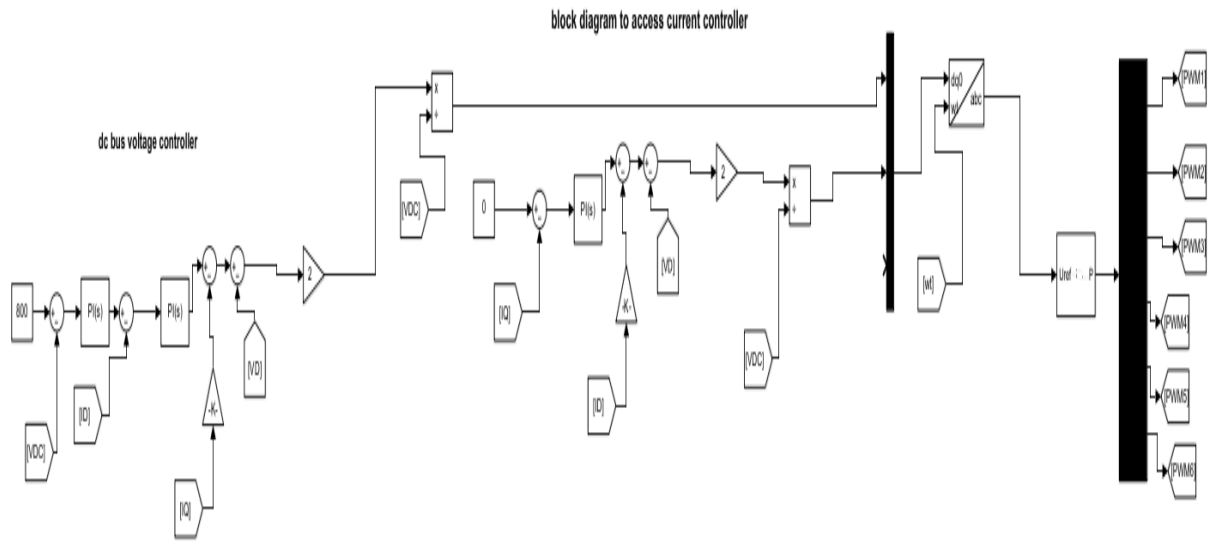 block diagram to access current controller
dc bus voltage controller
x
÷
[VDC]
800
PI(s)
PI(s)
[VD]
2
[ID]
[VDC]
-K-
[IQ]
0
PI(s)
2
x
÷
[VD]
-K-
[IQ]
[ID]
[VDC]
dq0
wt
abc
[wt]
Uref
P
[PWM1]
[PWM2]
[PWM3]
[PWM4]
[PWM5]
[PWM6]